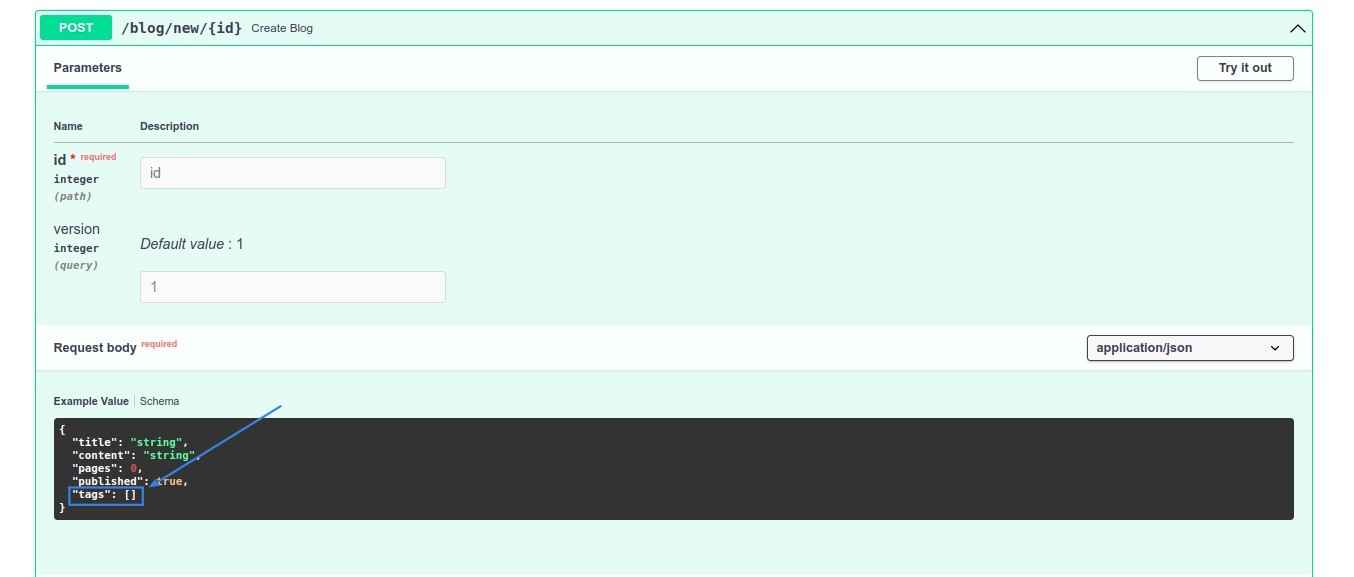 POST /blog/new/{id} Create Blog
Parameters Try it out
Name Description
id * required
integer
(path)
id
version
integer
(query)
Default value : 1
1
Request body required application/json
Example Value Schema
{
"title": "string",
"content": "string",
"pages": 0,
"published": true,
"tags": []
}